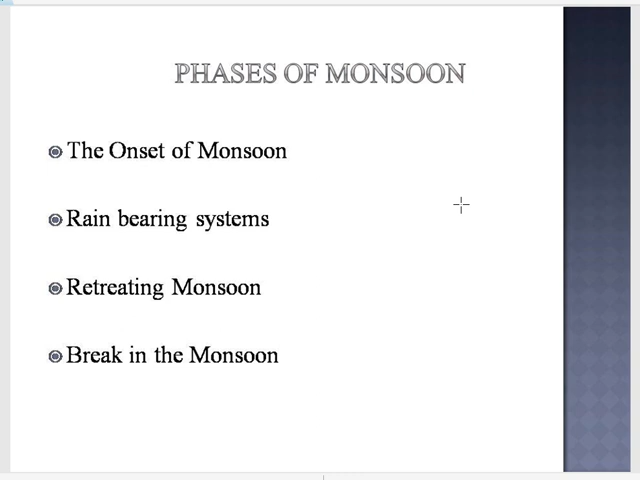 PHASES OF MONSOON
The Onset of Monsoon
Rain bearing systems
Retreating Monsoon
Break in the Monsoon